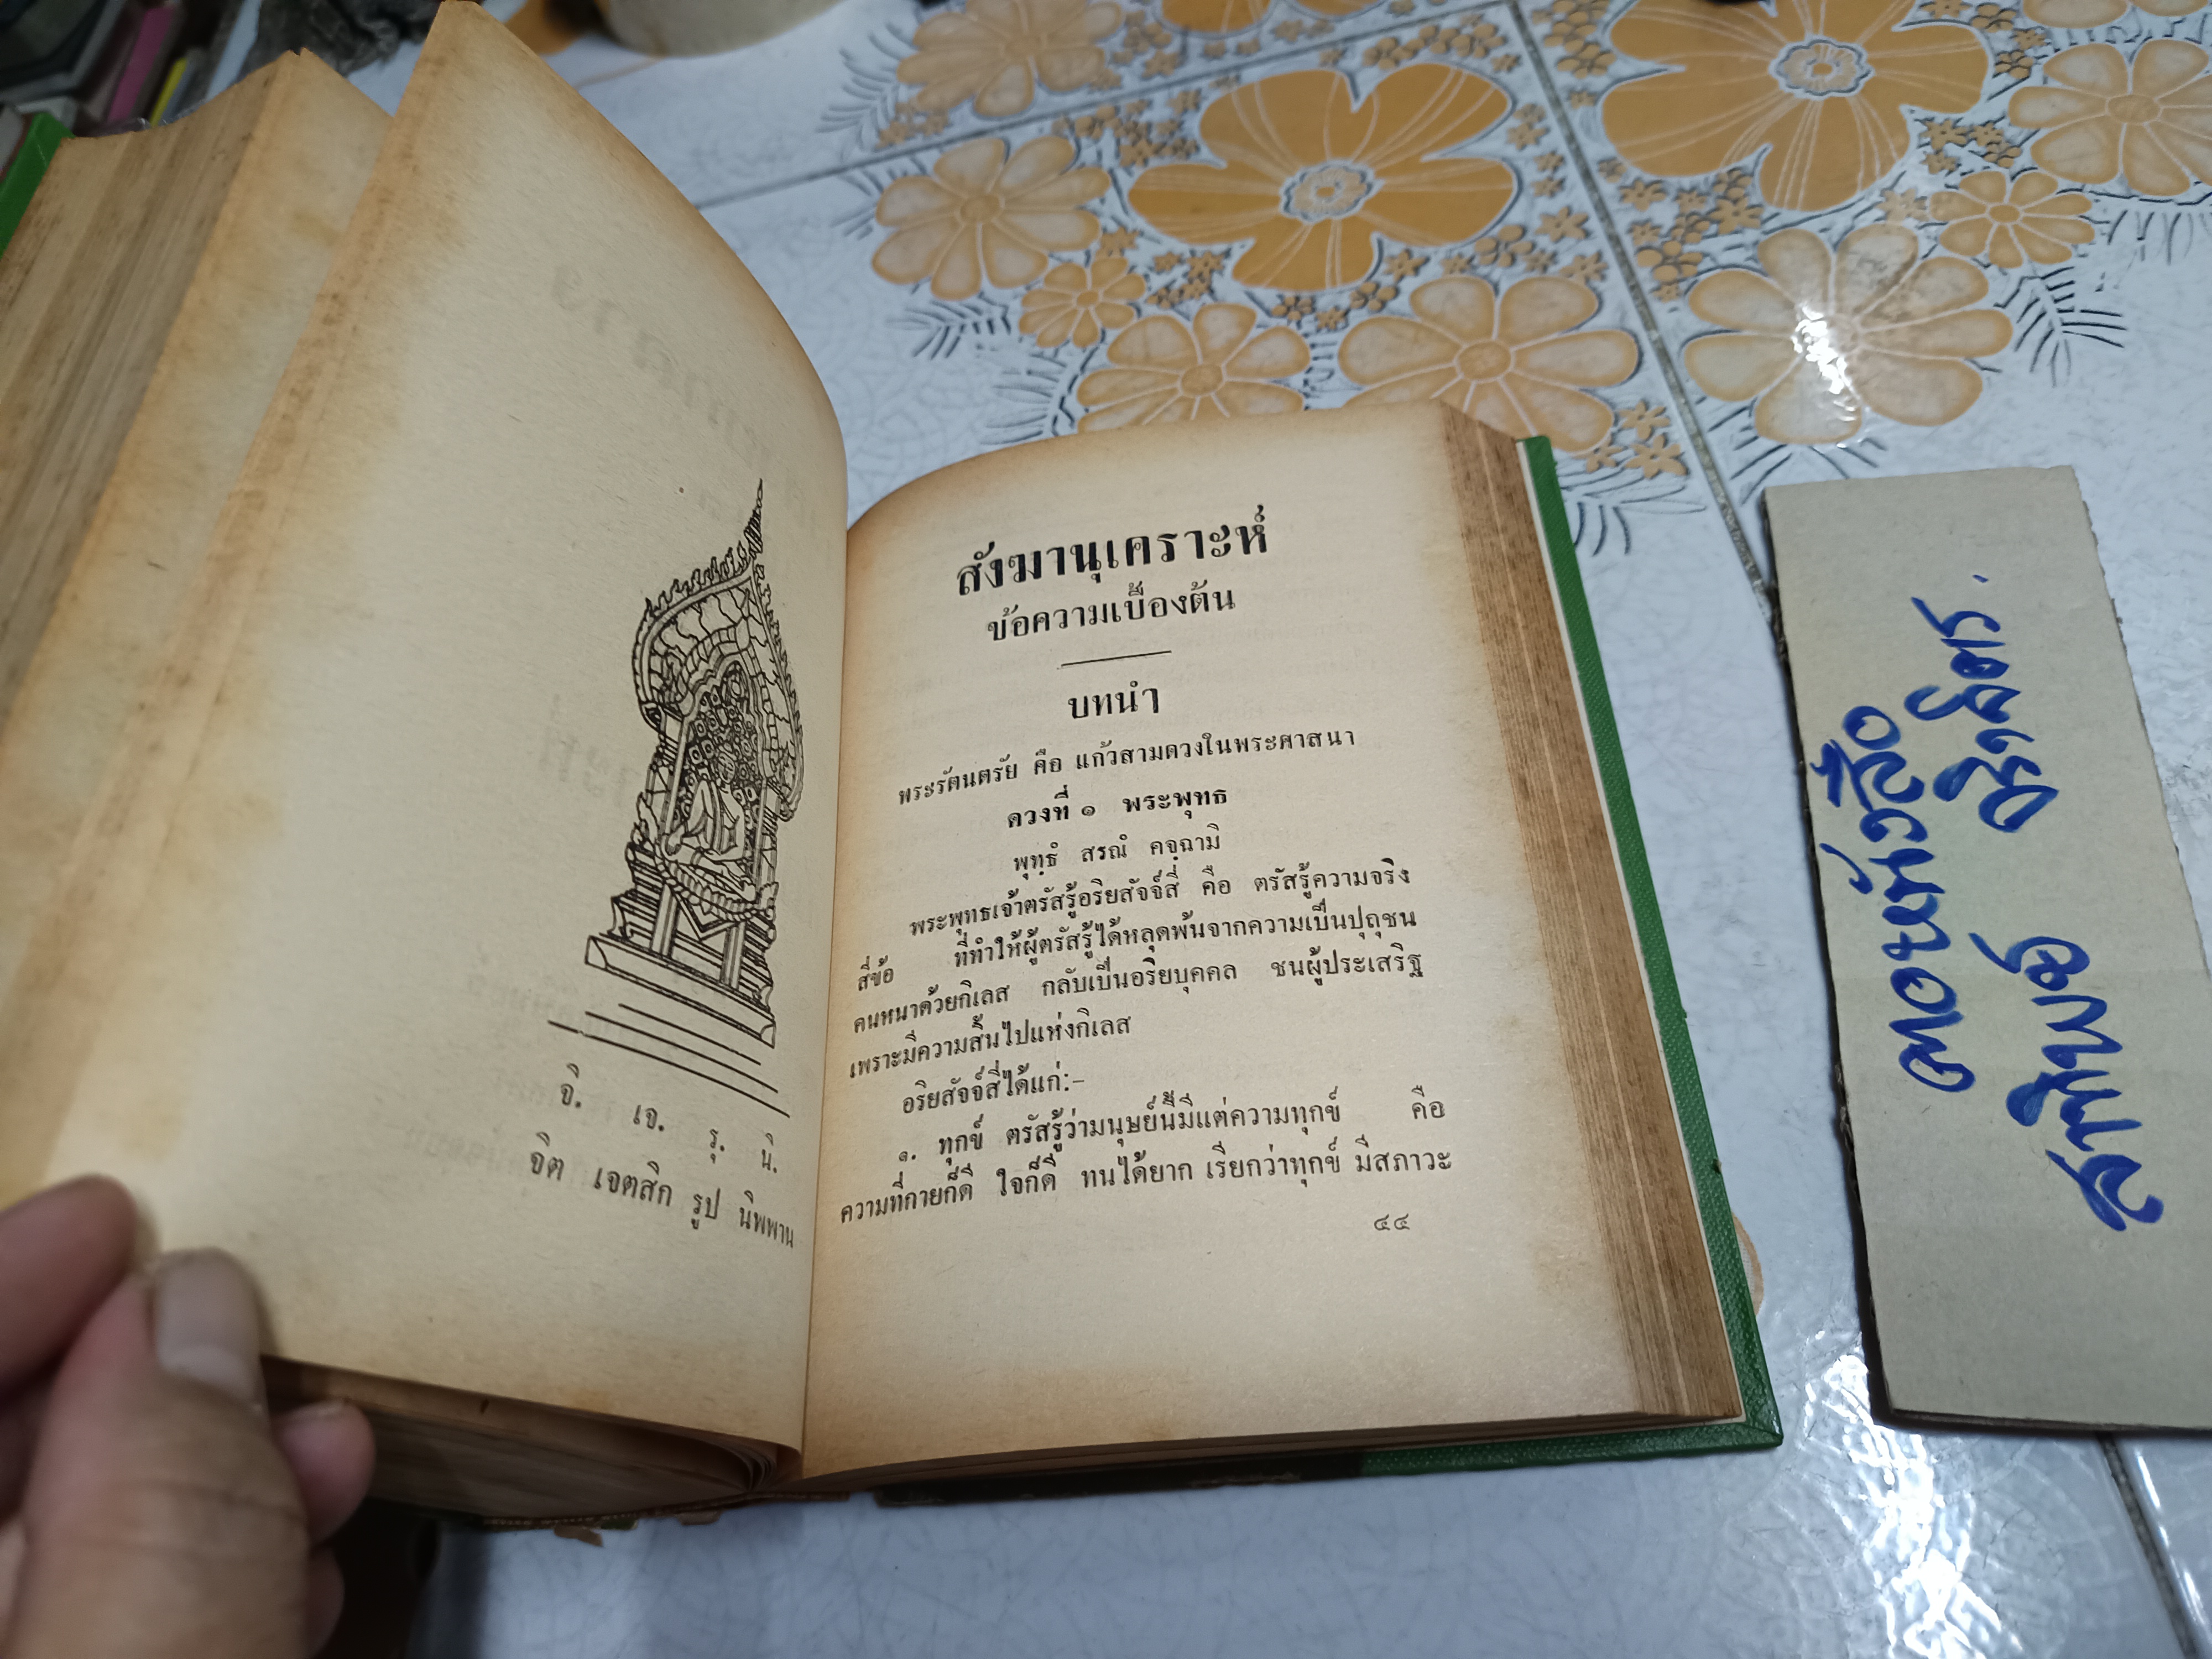 จิ. เจ. รุ. นิ.
จิต เจตสิก รูป นิพพาน
สังฆานุเคราะห์
ข้อความเบื้องต้น
บทนำ
พระรัตนตรัย คือ แก้วสามดวงในพระศาสนา
ดวงที่ ๑ พระพุทธ
พุทฺธํ สรณํ คจฺฉามิ
พระพุทธเจ้าตรัสรู้อริยสัจจ์สี่ คือ ตรัสรู้ความจริง
สี่ข้อ ที่ทำให้ผู้ตรัสรู้ได้หลุดพ้นจากความเป็นปุถุชน
คนหนาด้วยกิเลส กลับเป็นอริยบุคคล ชนผู้ประเสริฐ
เพราะมีความสิ้นไปแห่งกิเลส
อริยสัจจ์สี่ได้แก่:-
๑. ทุกข์ ตรัสรู้ว่ามนุษย์นี้มีแต่ความทุกข์ คือ
ความที่กายก็ดี ใจก็ดี ทนได้ยาก เรียกว่าทุกข์ มีสภาวะ
๔๔
ตอหนังสือ